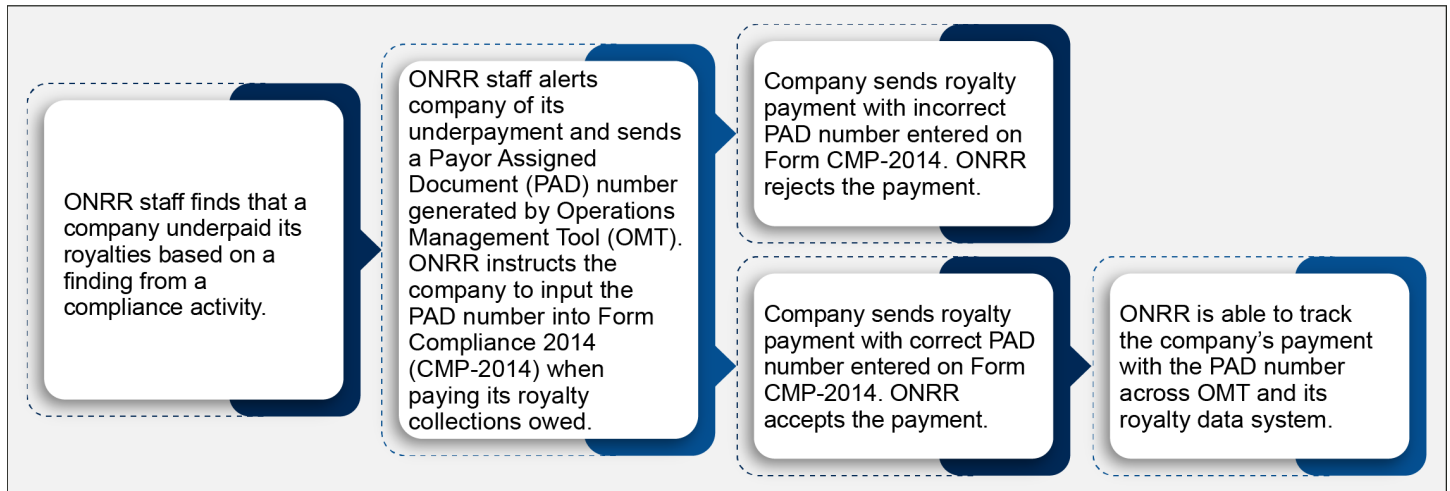 ONRR staff finds that a
company underpaid its
royalties based on a
finding from a
compliance activity.
ONRR staff alerts
company of its
underpayment and sends
a Payor Assigned
Document (PAD) number
generated by Operations
Management Tool (OMT).
ONRR instructs the
company to input the
PAD number into Form
Compliance 2014
(CMP-2014) when
paying its royalty
collections owed.
Company sends royalty
payment with incorrect
PAD number entered on
Form CMP-2014. ONRR
rejects the payment.
Company sends royalty
payment with correct PAD
number entered on Form
CMP-2014. ONRR
accepts the payment.
ONRR is able to track
the company’s payment
with the PAD number
across OMT and its
royalty data system.